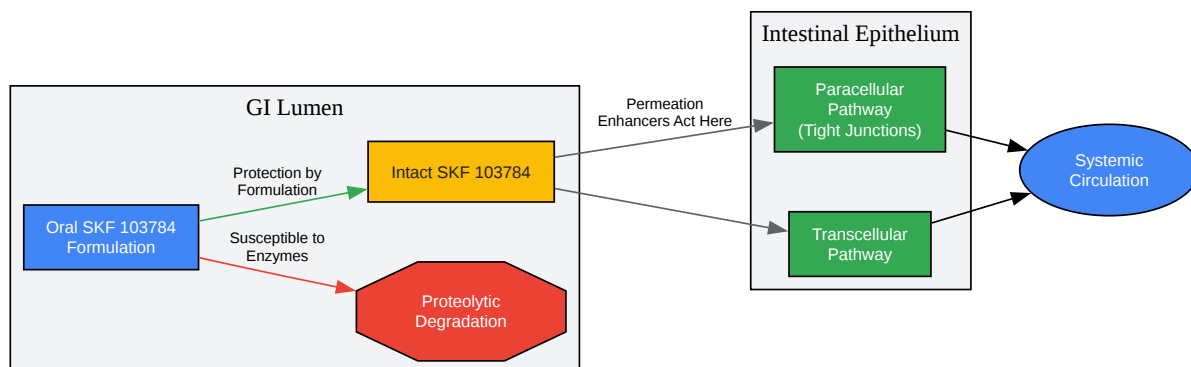 GI Lumen
Oral SKF 103784
Formulation
Protection by
Formulation
Susceptible to
Enzymes
Intact SKF 103784
Proteolytic
Degradation
Permeation
Enhancers Act Here
Intestinal Epithelium
Paracellular
Pathway
(Tight Junctions)
Transcellular
Pathway
Systemic
Circulation